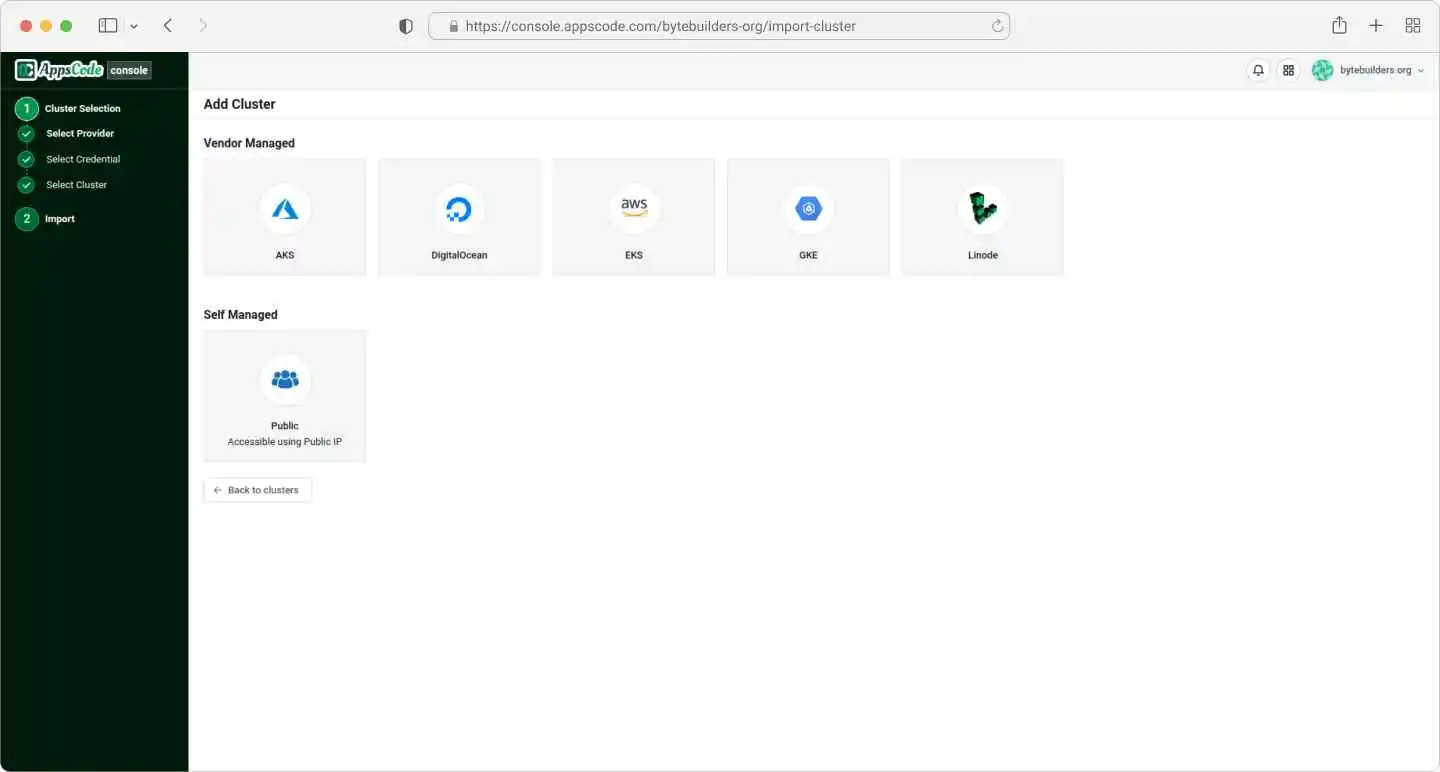 https://console.appscode.com/bytebuilders-org/import-cluster
AppsCode console
bytebuilders org
1 Cluster Selection
Select Provider
Select Credential
Select Cluster
2 Import
Add Cluster
Vendor Managed
aws
AKS
DigitalOcean
EKS
GKE
Linode
Self Managed
Public
Accessible using Public IP
Back to clusters